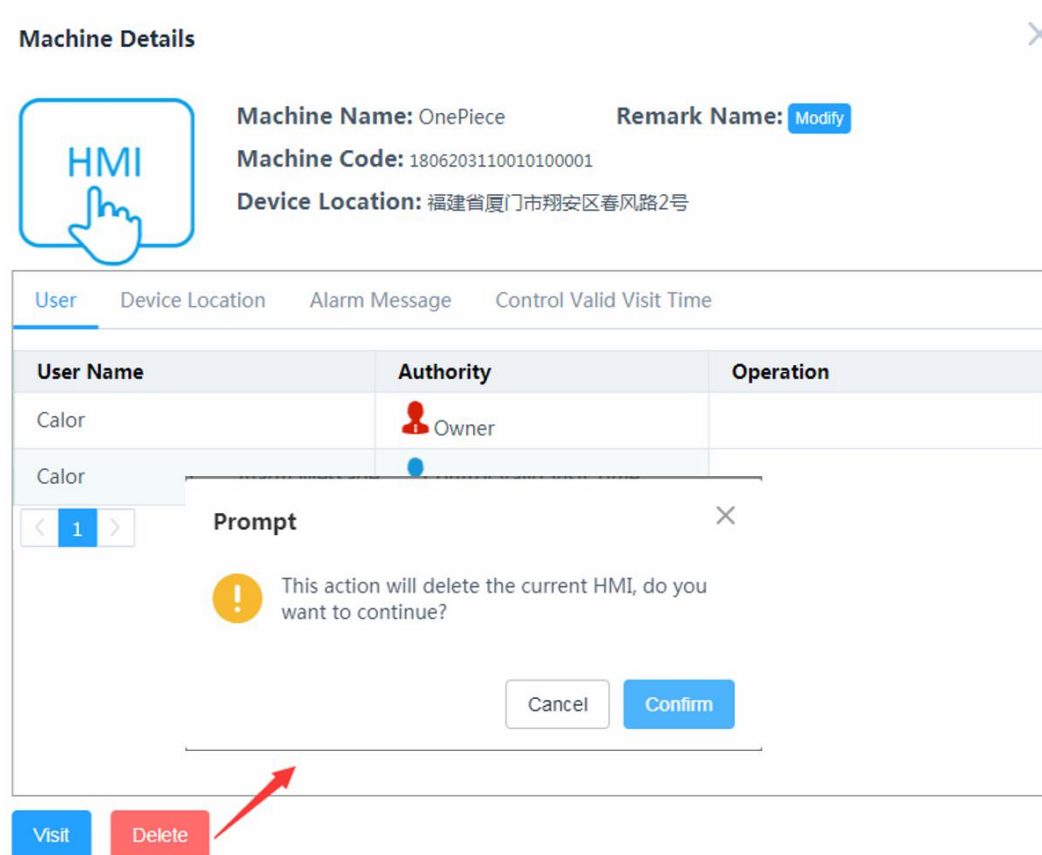 Machine Details
HMI
Machine Name: OnePiece
Remark Name: Modify
Machine Code: 1806203110010100001
Device Location: 福建省厦门市翔安区春风路2号
User Device Location Alarm Message Control Valid Visit Time
User Name Authority Operation
Calor Owner
Calor
1
Prompt
This action will delete the current HMI, do you
want to continue?
Cancel Confirm
Visit Delete